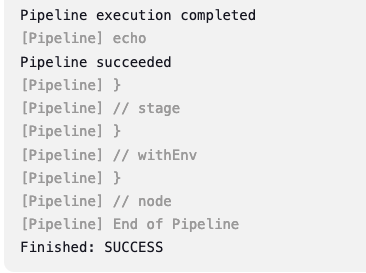 Pipeline execution completed
[Pipeline] echo
Pipeline succeeded
[Pipeline] }
[Pipeline] // stage
[Pipeline] }
[Pipeline] // withEnv
[Pipeline] }
[Pipeline] // node
[Pipeline] End of Pipeline
Finished: SUCCESS